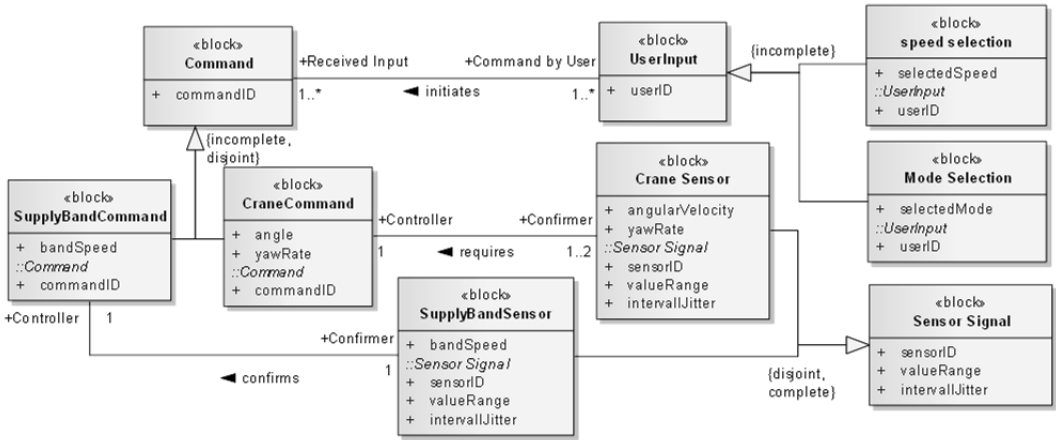 «block»
Command
+ commandID
+Received Input
+Command by User
1..*
◄ initiates
1..*
«block»
UserInput
+ userID
{incomplete}
«block»
speed selection
+ selectedSpeed
::UserInput
+ userID
«block»
Mode Selection
+ selectedMode
::UserInput
+ userID
{incomplete,
disjoint}
«block»
SupplyBandCommand
+ bandSpeed
::Command
+ commandID
«block»
CraneCommand
+ angle
+ yawRate
::Command
+ commandID
+Controller
+Confirmer
1
◄ requires
1..2
«block»
Crane Sensor
+ angularVelocity
+ yawRate
::Sensor Signal
+ sensorID
+ valueRange
+ intervallJitter
+Controller
1
+Confirmer
1
◄ confirms
«block»
SupplyBandSensor
+ bandSpeed
::Sensor Signal
+ sensorID
+ valueRange
+ intervallJitter
{disjoint,
complete}
«block»
Sensor Signal
+ sensorID
+ valueRange
+ intervallJitter